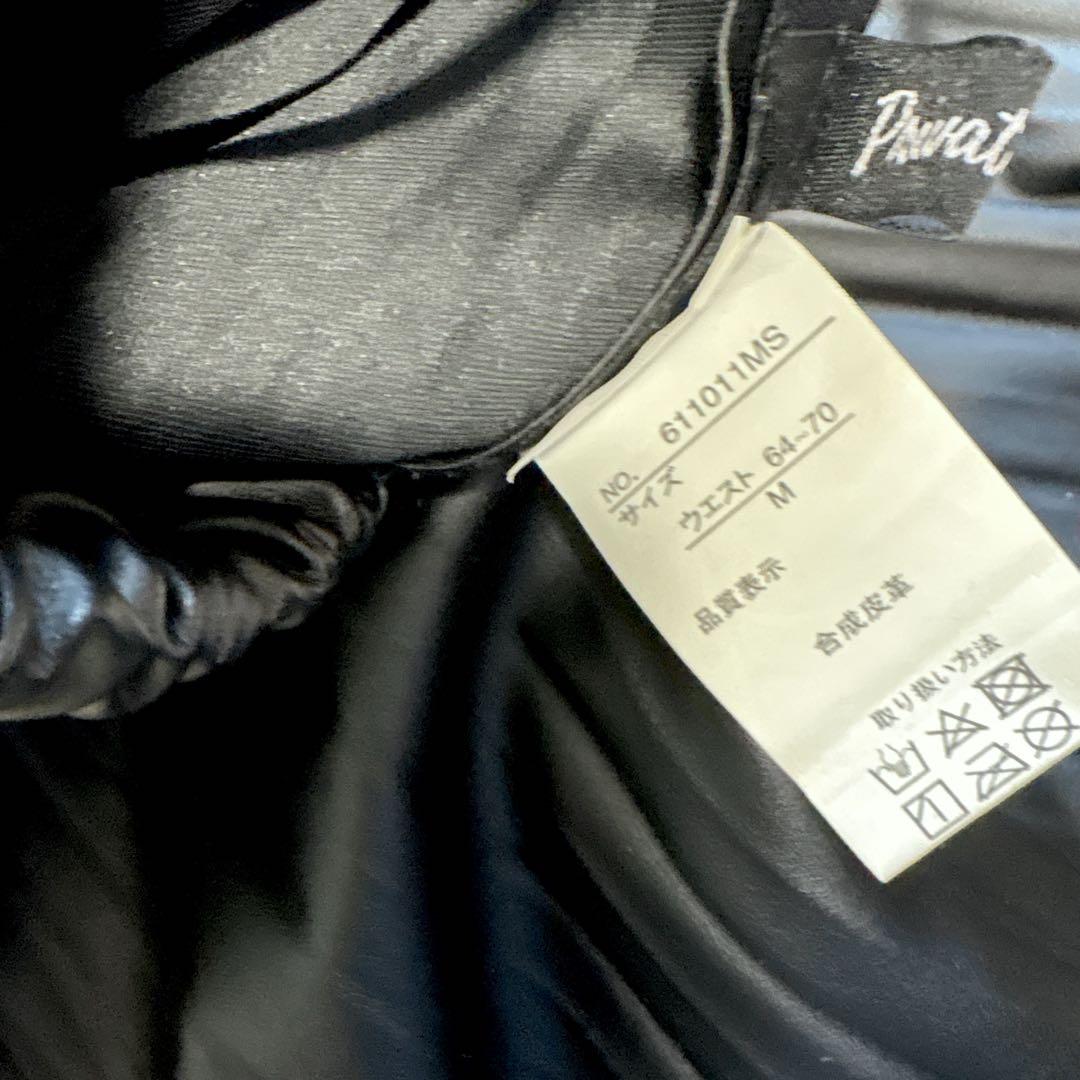 NO. 611011MS
サイズ
ウエスト 64~70
M
品質表示
合成皮革
取り扱い方法